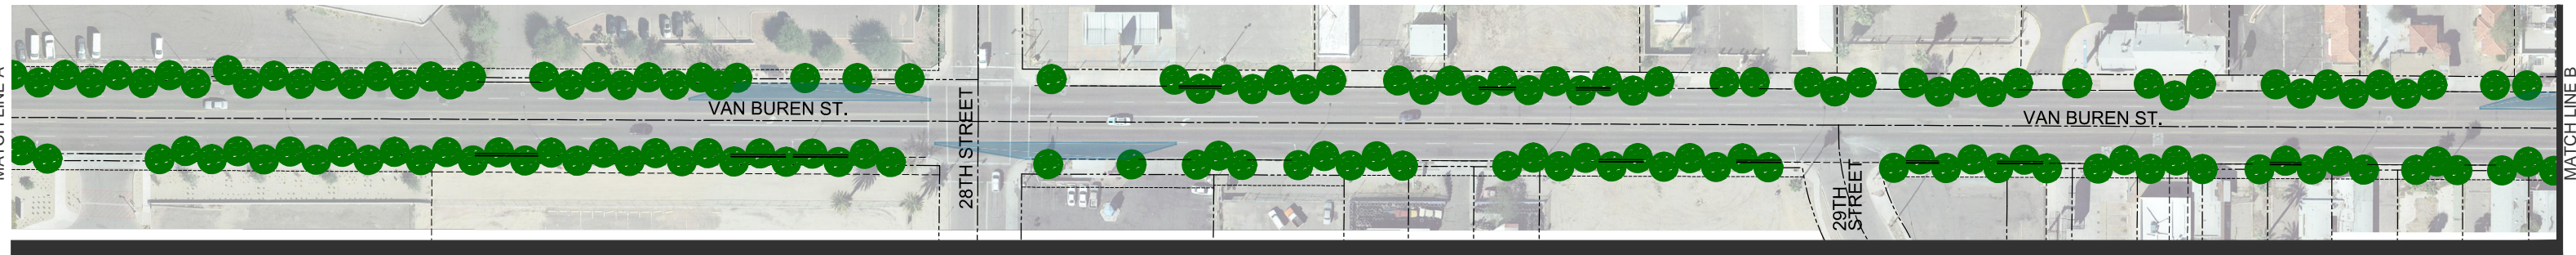 MATCH LINE A
VAN BUREN ST.
28TH STREET
29TH
STREET
VAN BUREN ST.
MATCH LINE B